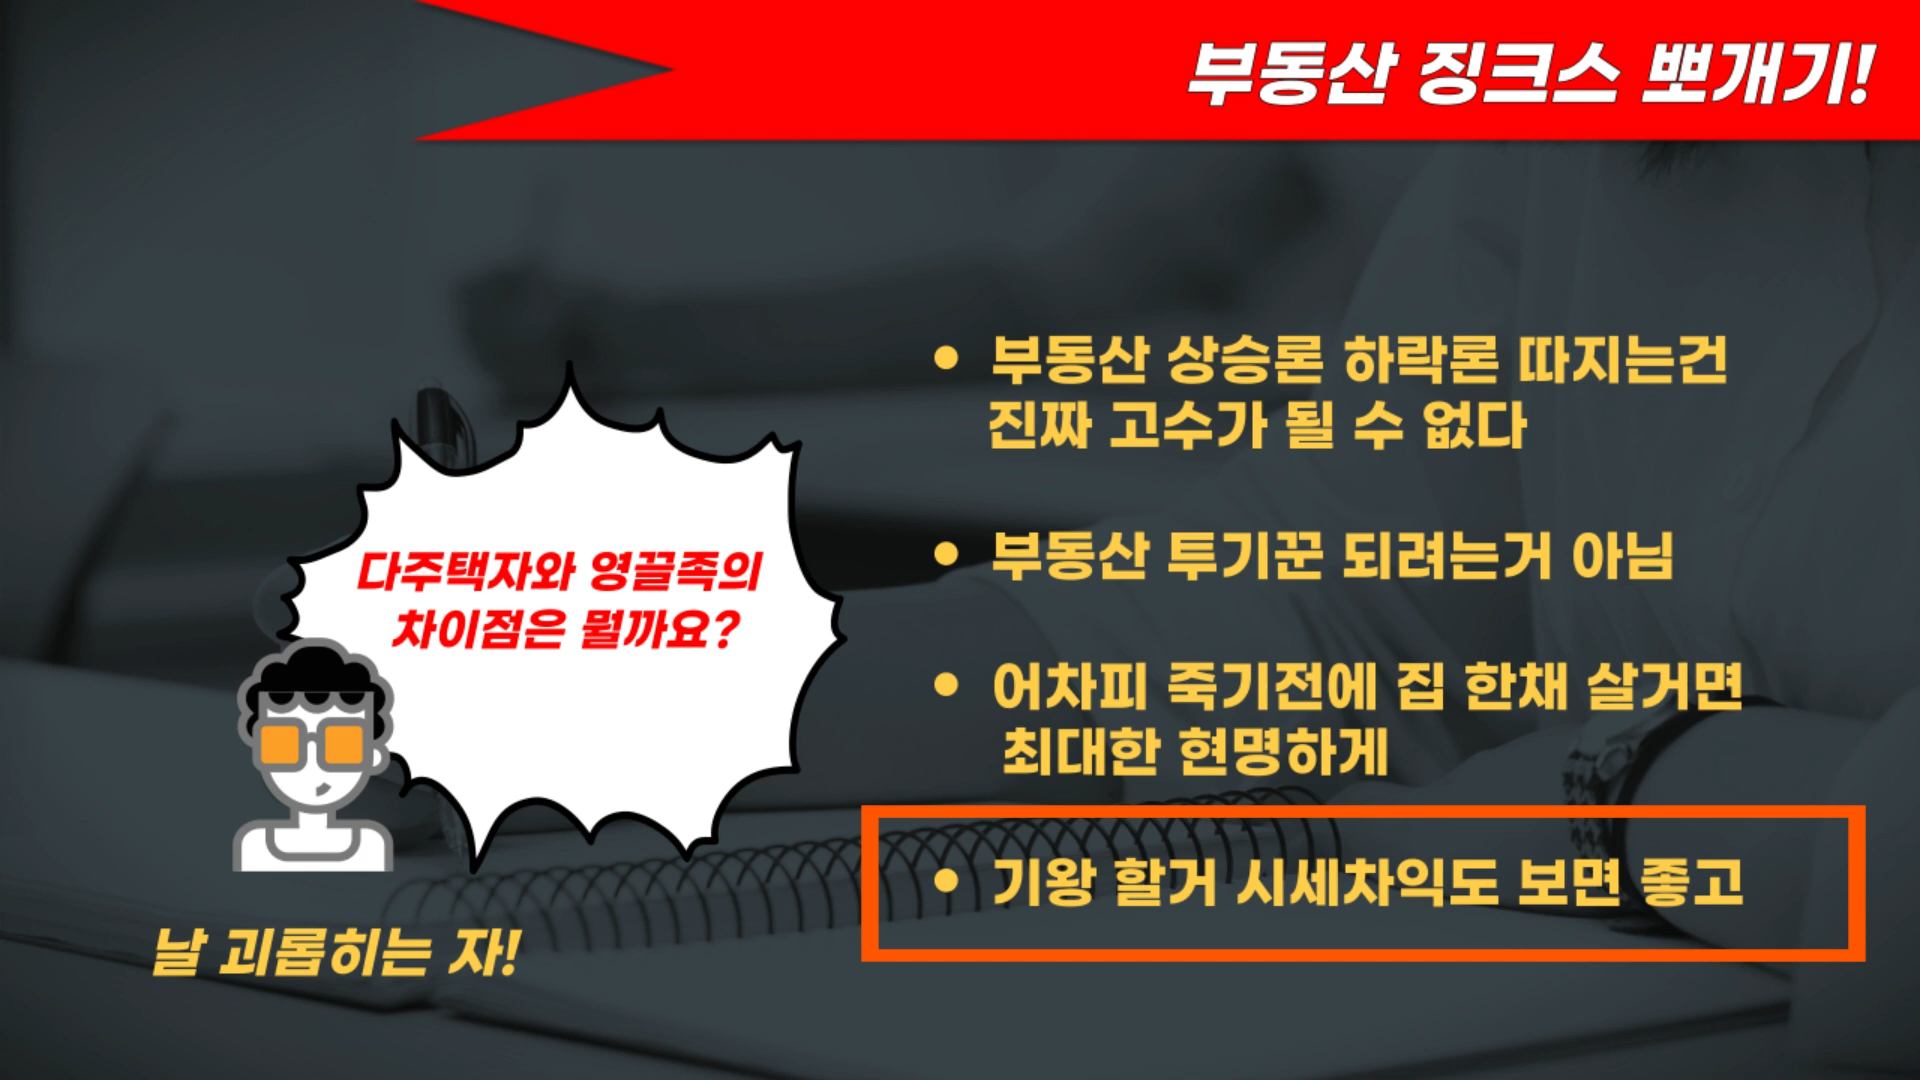 부동산 징크스 뽀개기!
다주택자와 영끌족의
차이점은 뭘까요?
날 괴롭히는 자!
• 부동산 상승론 하락론 따지는건
진짜 고수가 될 수 없다
• 부동산 투기꾼 되려는거 아님
• 어차피 죽기전에 집 한채 살거면
최대한 현명하게
• 기왕 할거 시세차익도 보면 좋고